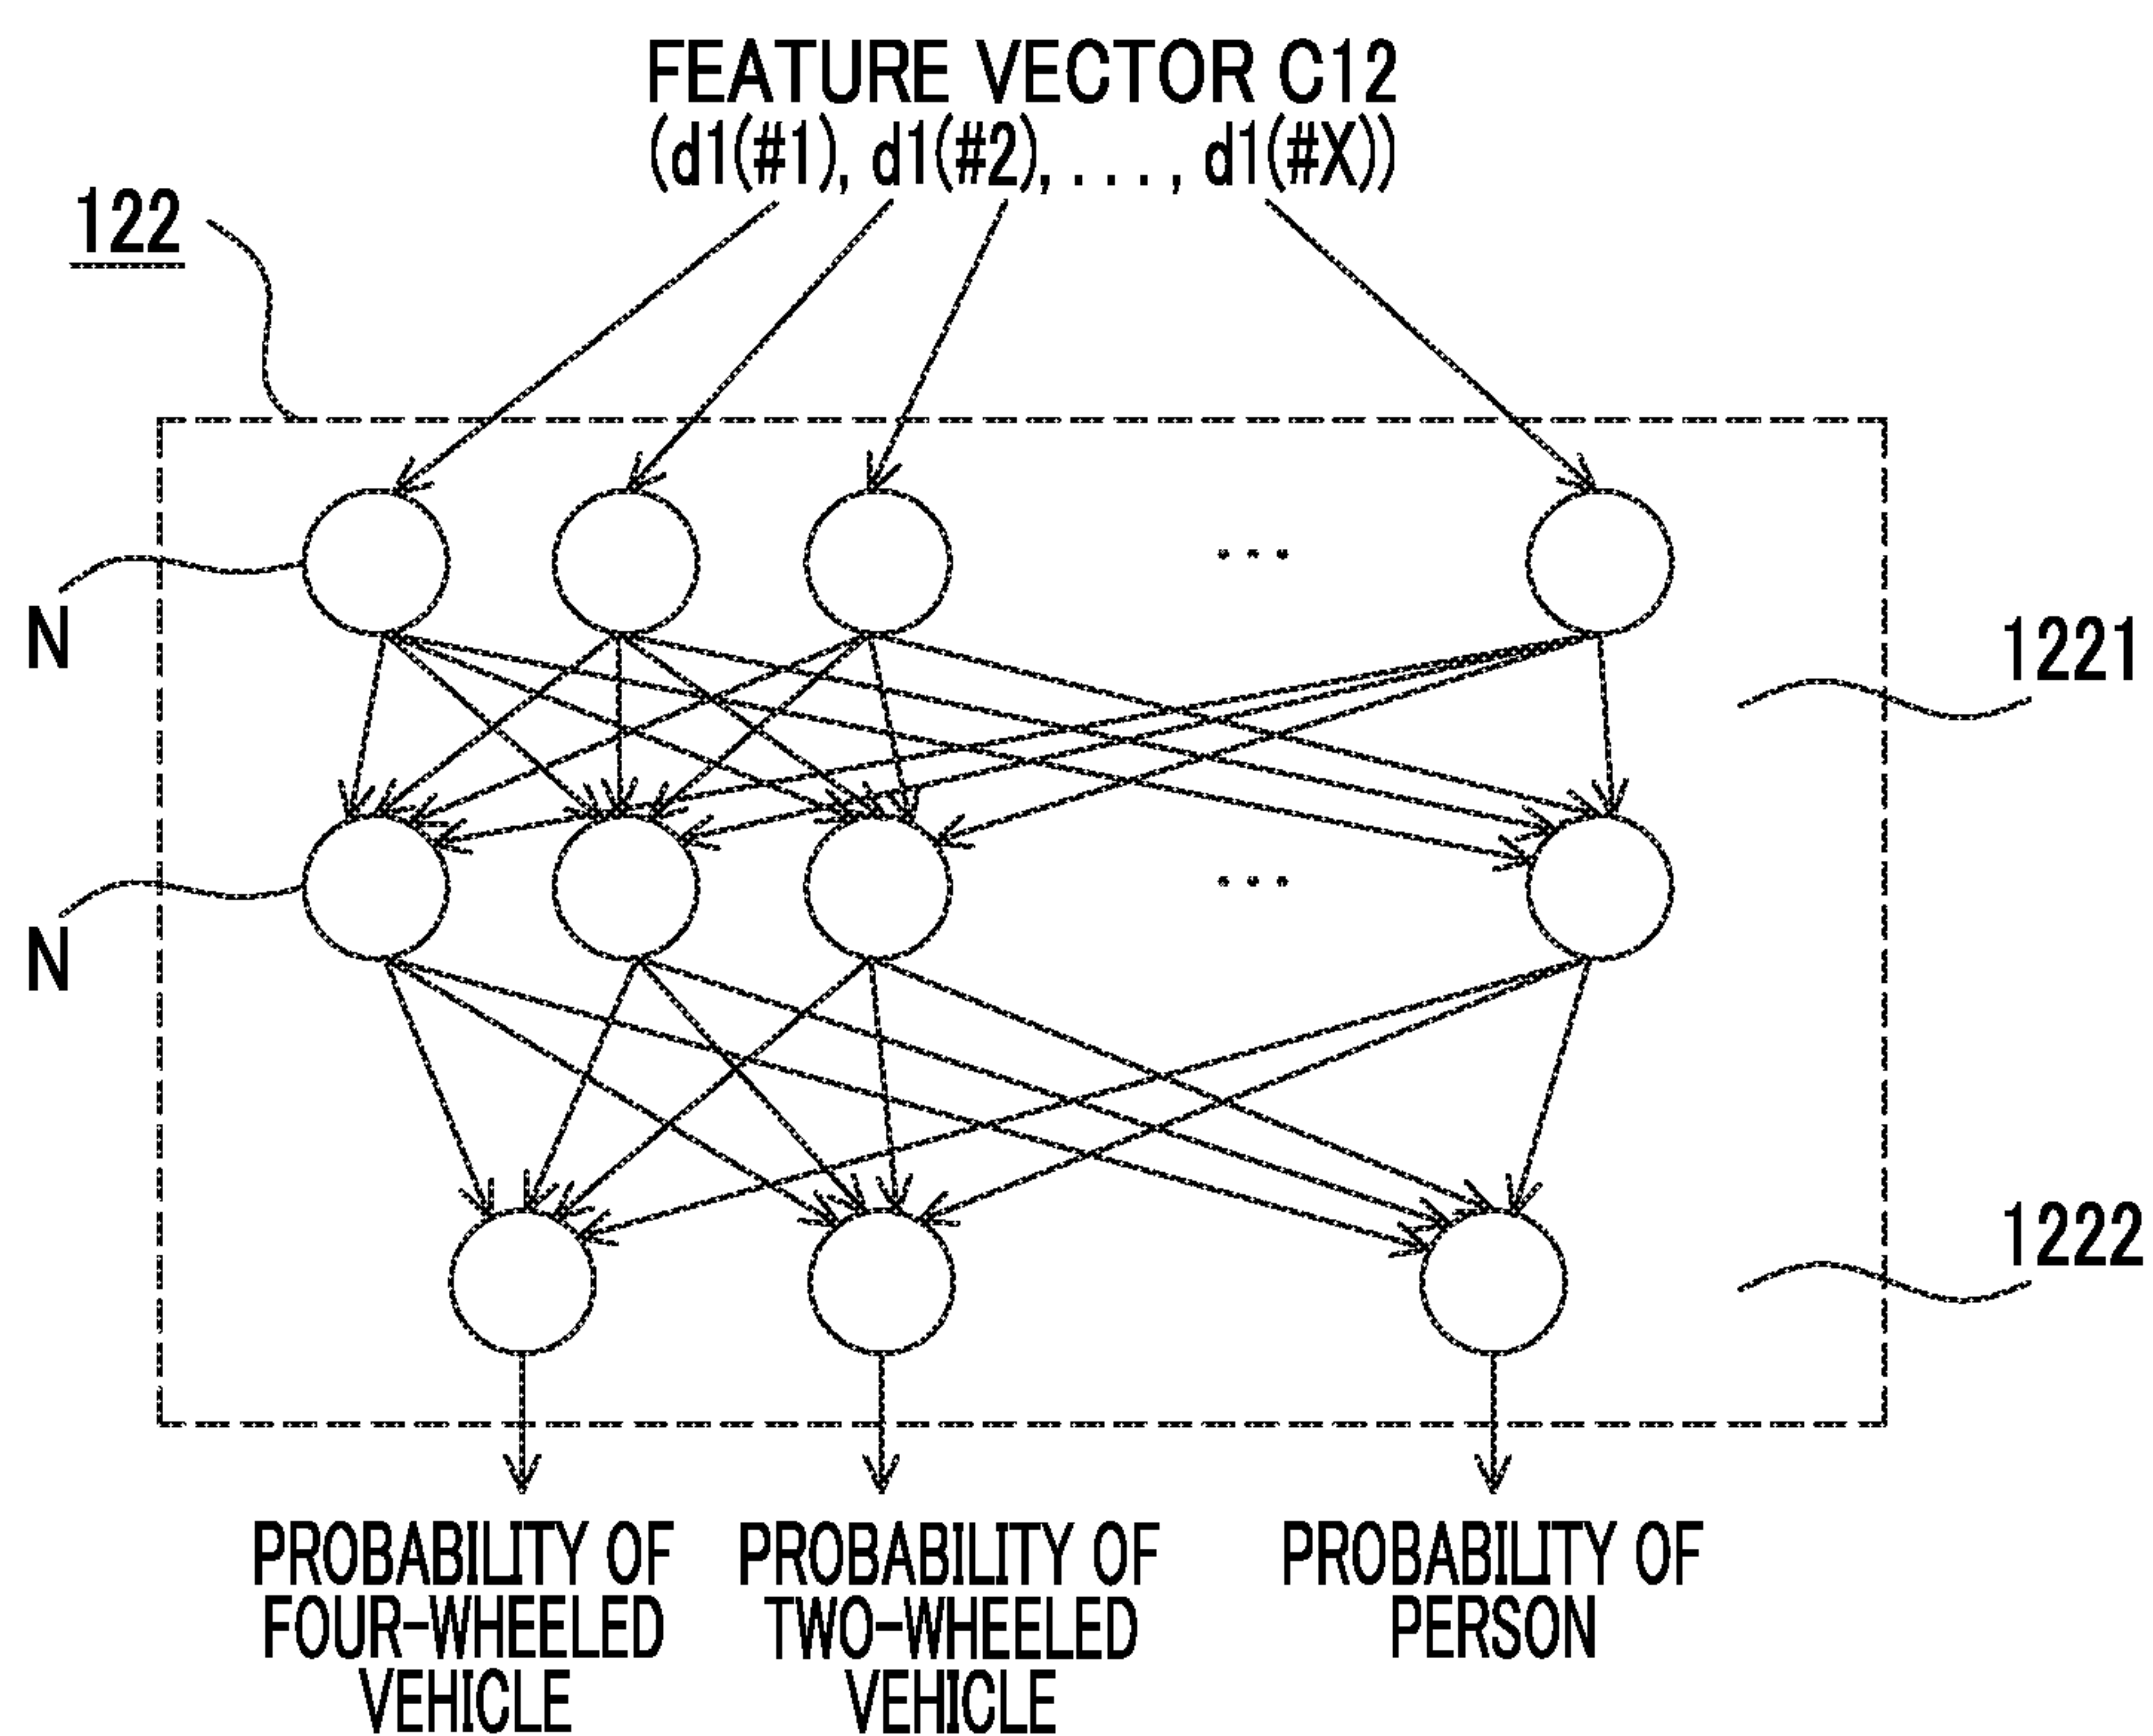 FEATURE VECTOR C12
(d1(#1), d1(#2), . . . , d1(#X))
122
...
N
1221
...
N
1222
PROBABILITY OF
FOUR-WHEELED
VEHICLE
PROBABILITY OF
TWO-WHEELED
VEHICLE
PROBABILITY OF
PERSON